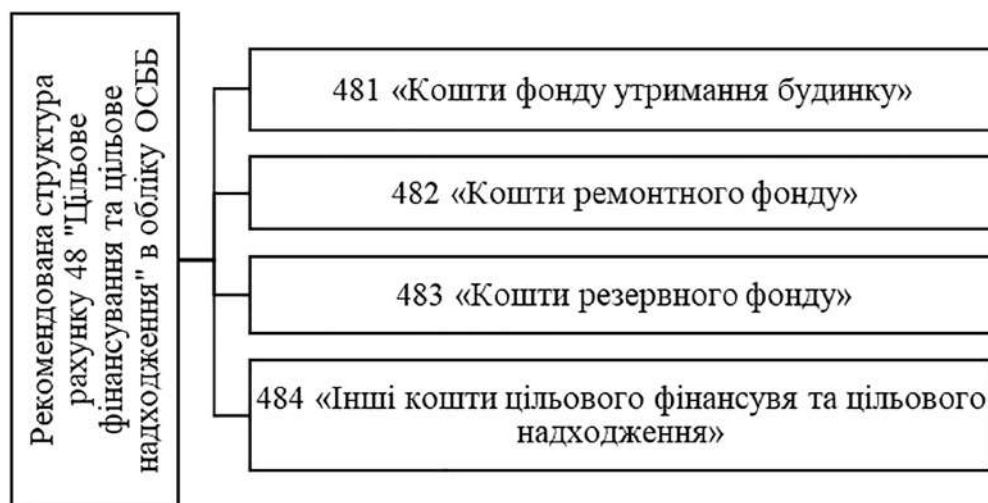 Рекомендована структура
рахунку 48 "Цільове
фінансування та цільове
надходження" в обліку ОСББ
481 «Кошти фонду утримання будинку»
482 «Кошти ремонтного фонду»
483 «Кошти резервного фонду»
484 «Інші кошти цільового фінансувя та цільового
надходження»